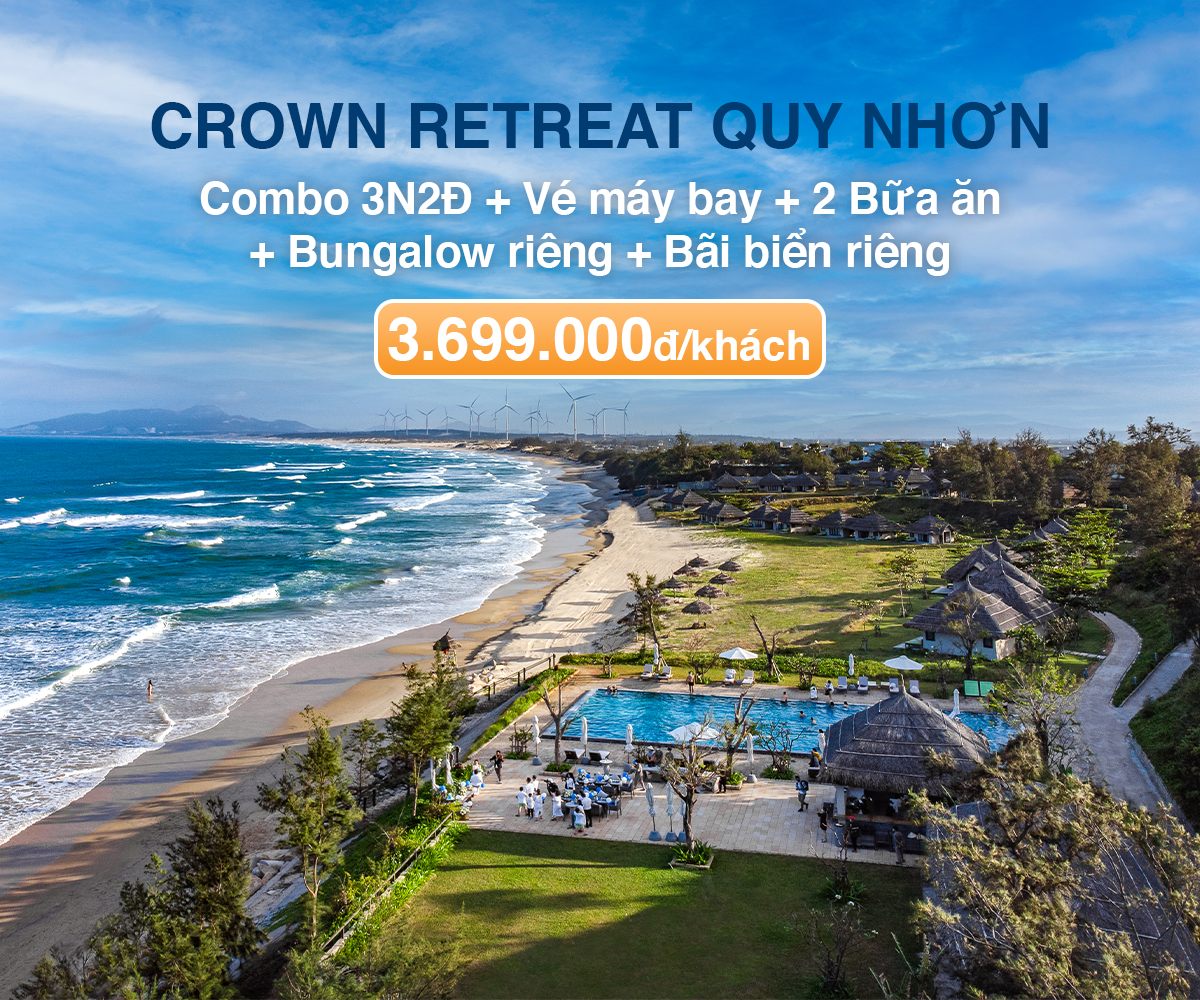 CROWN RETREAT QUY NHƠN
Combo 3N2Đ + Vé máy bay + 2 Bữa ăn
+ Bungalow riêng + Bãi biển riêng
3.699.000đ/khách